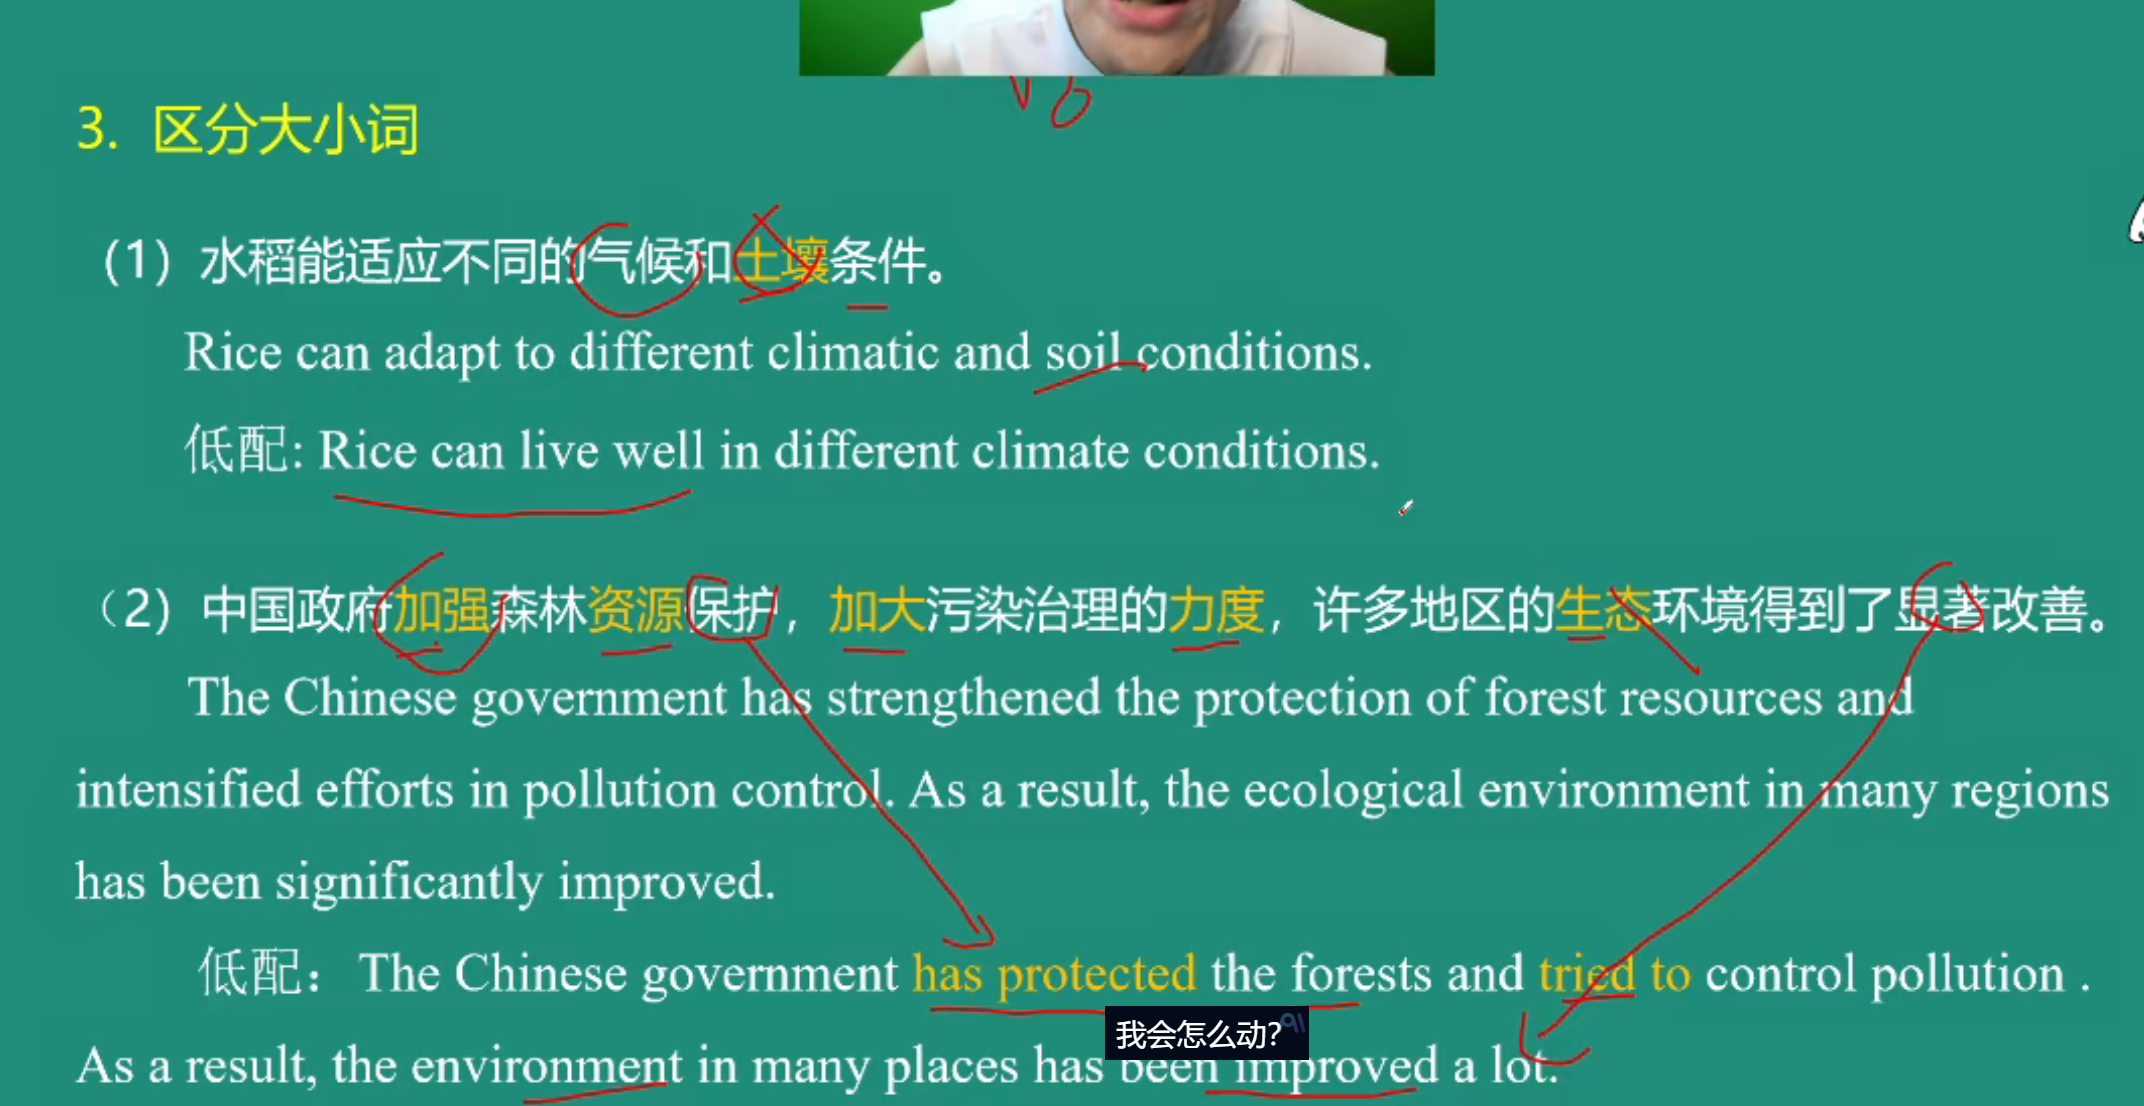 3. 区分大小词
（1）水稻能适应不同的气候和土壤条件。
Rice can adapt to different climatic and soil conditions.
低配: Rice can live well in different climate conditions.
（2）中国政府加强森林资源保护，加大污染治理的力度，许多地区的生态环境得到了显著改善。
The Chinese government has strengthened the protection of forest resources and
intensified efforts in pollution control. As a result, the ecological environment in many regions
has been significantly improved.
低配：The Chinese government has protected the forests and tried to control pollution .
我会怎么动?
As a result, the environment in many places has been improved a lot.